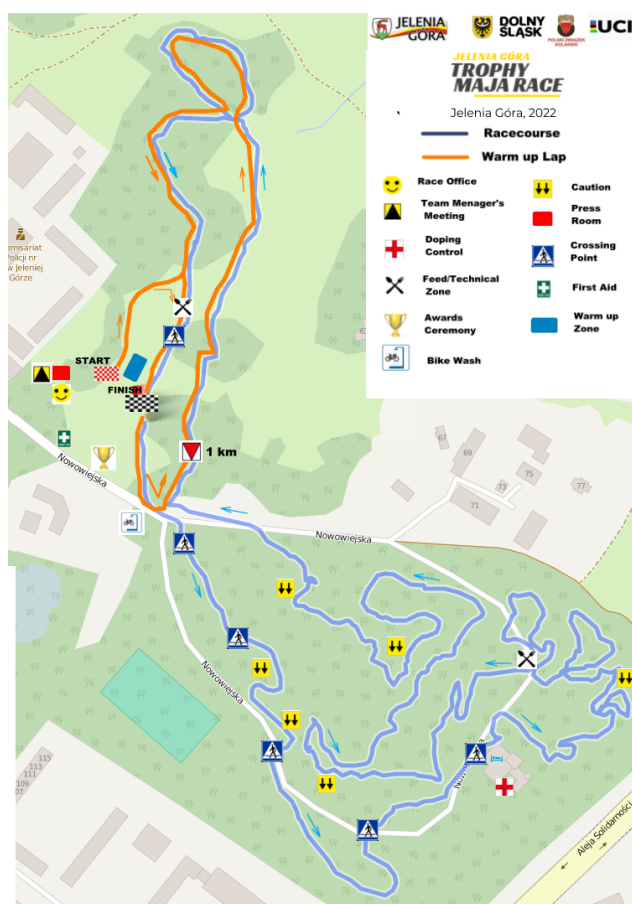 JELENIA
GÓRA
DOLNY
ŚLĄSK
POLSKI ZWIĄZEK
KOLARSKI
UCI
JELENIA GÓRA
TROPHY
MAJA RACE
Jelenia Góra, 2022
Racecourse
Warm up Lap
Race Office
Caution
Team Menager's
Meeting
Press
Room
Doping
Control
Crossing
Point
Feed/Technical
Zone
First Aid
Awards
Ceremony
Warm up
Zone
Bike Wash
Komisariat
Policji nr
w Jeleniej
Górze
START
FINISH
1 km
Nowowiejska
67
69
75
73
77
71
Nowowiejska
Nowowiejska
115
113
111
109
Aleja Solidarności